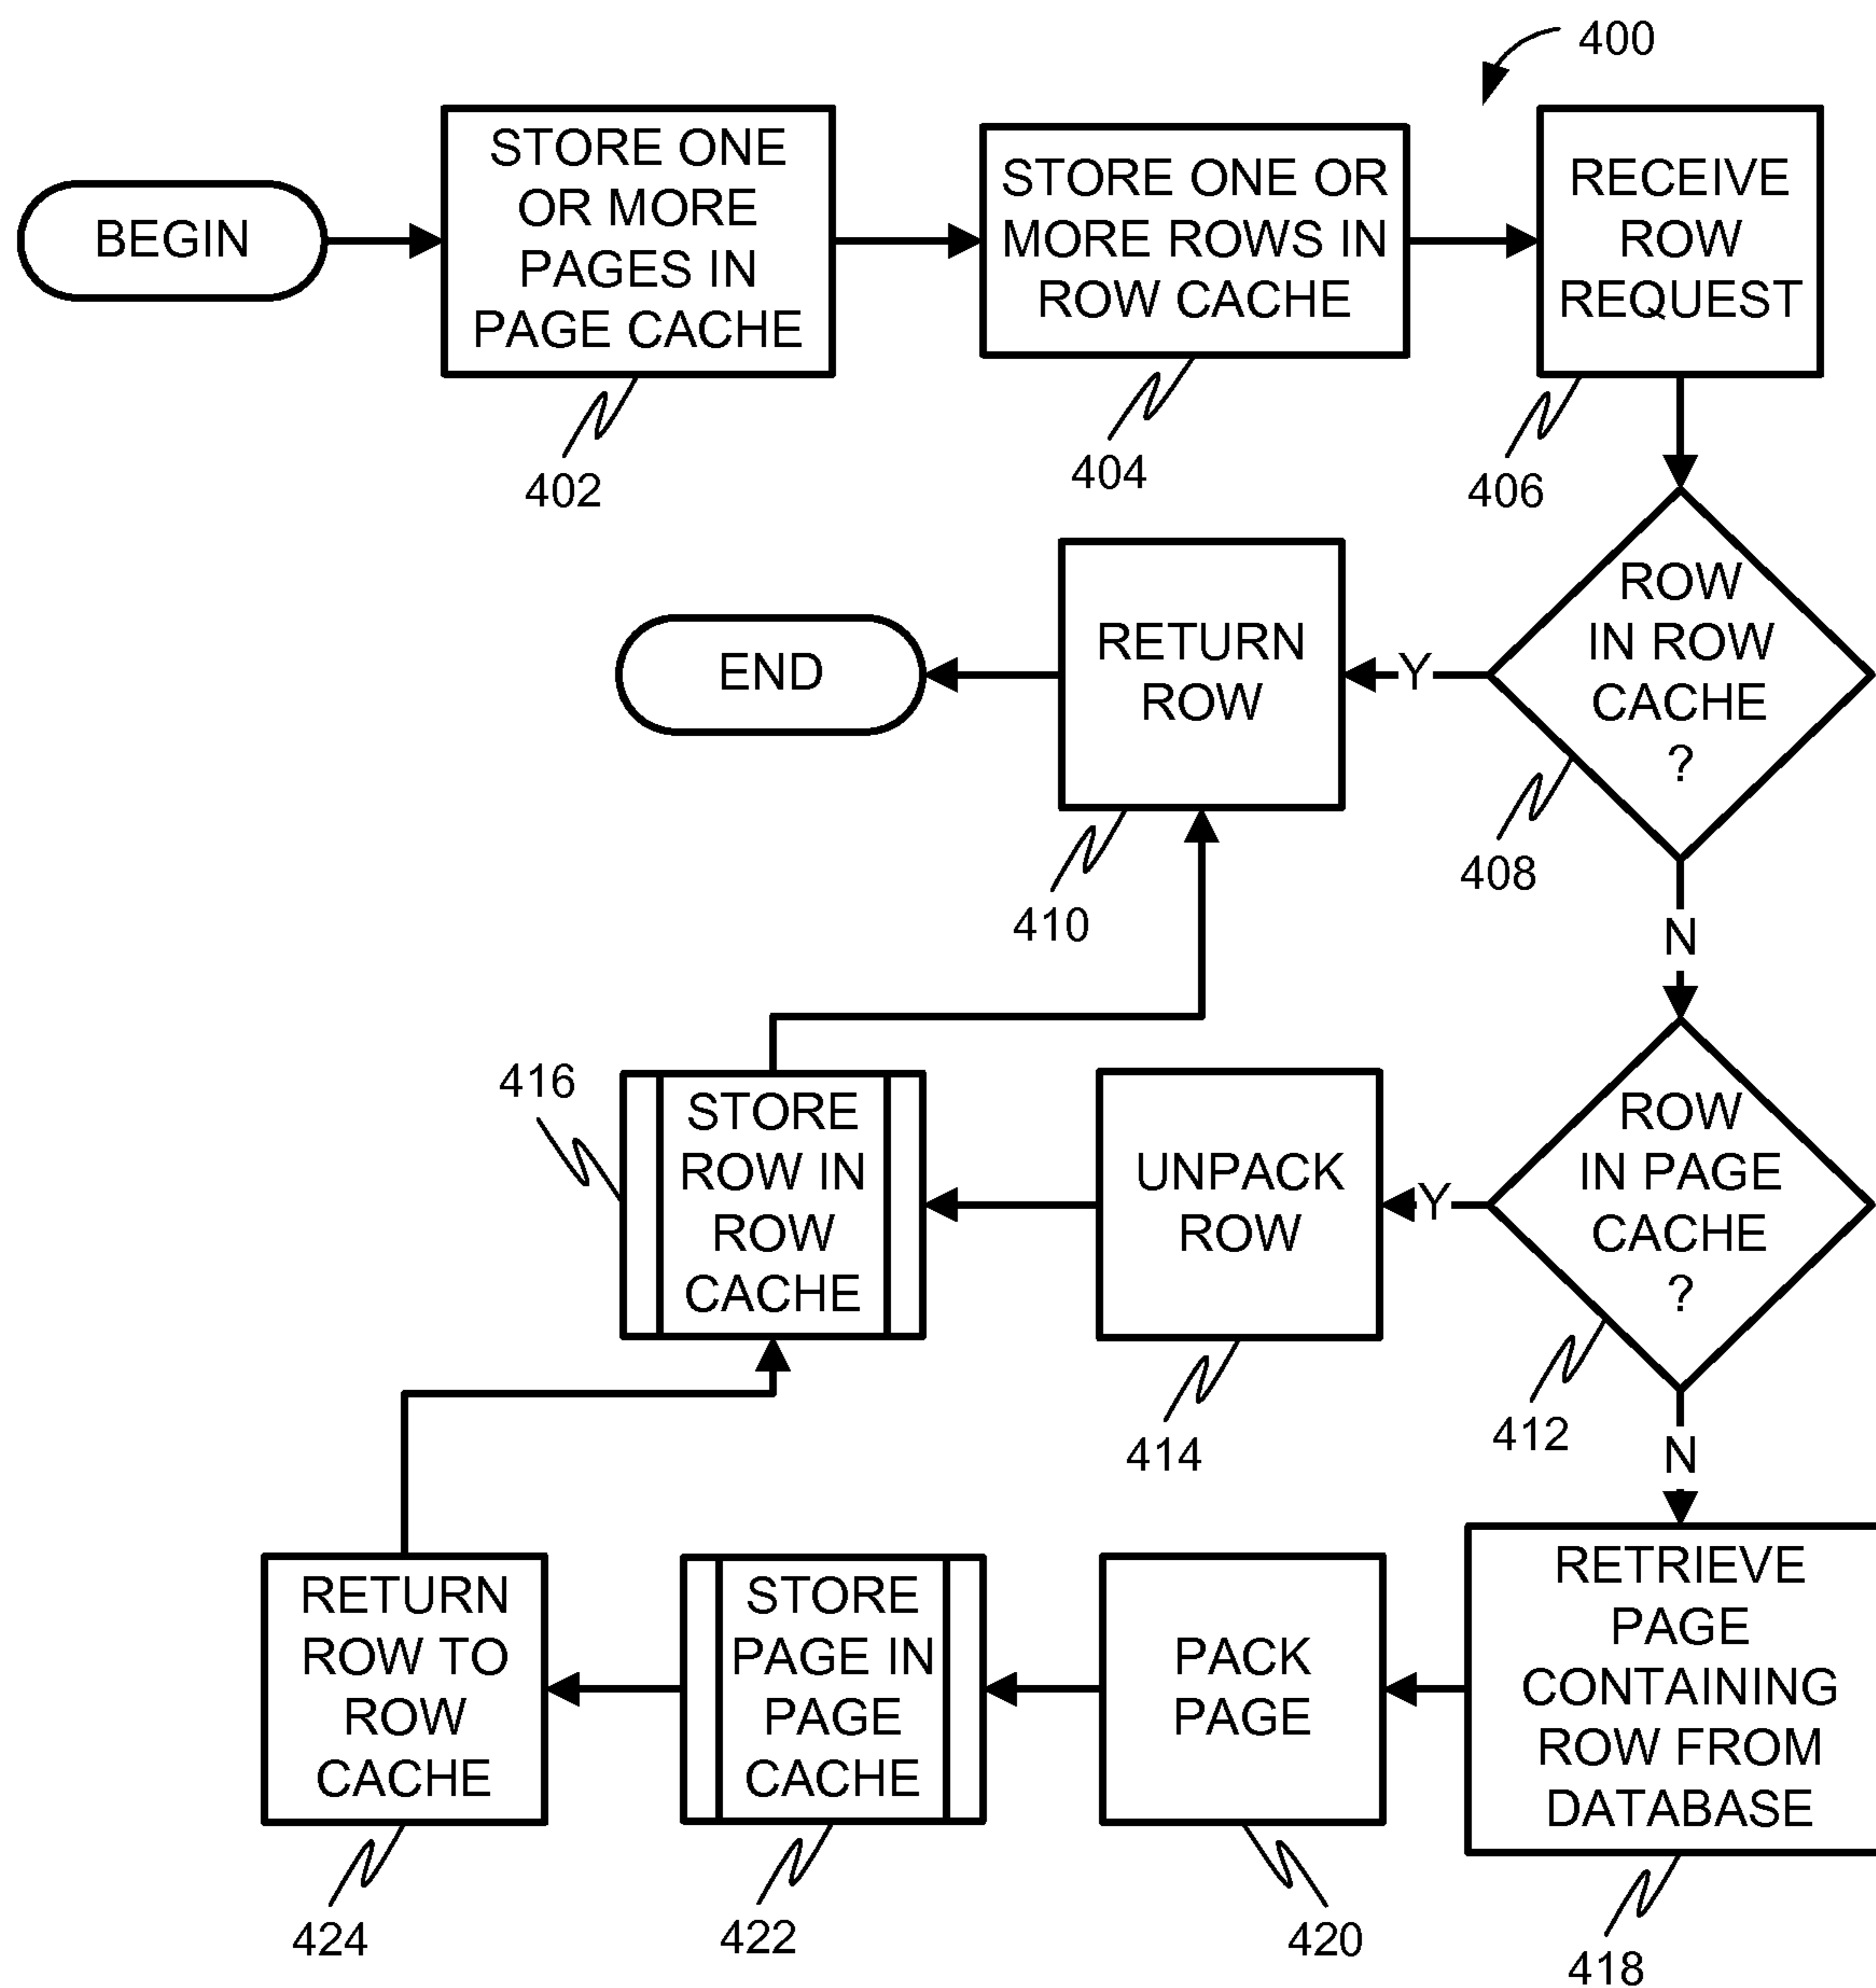 400
BEGIN
STORE ONE
OR MORE
PAGES IN
PAGE CACHE
402
STORE ONE OR
MORE ROWS IN
ROW CACHE
404
RECEIVE
ROW
REQUEST
406
ROW
IN ROW
CACHE
?
408
Y
RETURN
ROW
410
END
N
ROW
IN PAGE
CACHE
?
412
Y
UNPACK
ROW
414
STORE
ROW IN
ROW
CACHE
416
N
RETRIEVE
PAGE
CONTAINING
ROW FROM
DATABASE
418
PACK
PAGE
420
STORE
PAGE IN
PAGE
CACHE
422
RETURN
ROW TO
ROW
CACHE
424